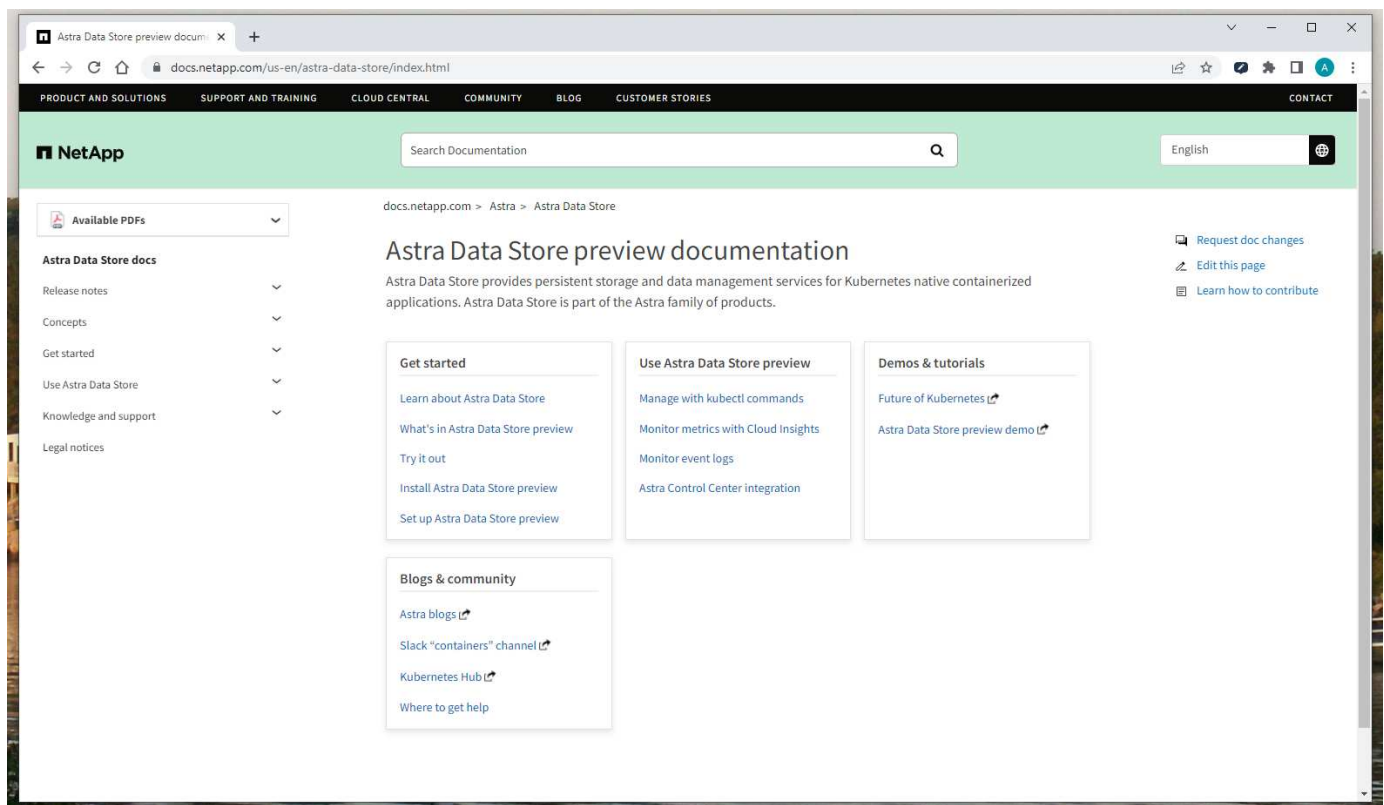 Astra Data Store preview docum
docs.netapp.com/us-en/astra-data-store/index.html
A
PRODUCT AND SOLUTIONS SUPPORT AND TRAINING CLOUD CENTRAL COMMUNITY BLOG CUSTOMER STORIES CONTACT
NetApp
Search Documentation
English
Available PDFs
Astra Data Store docs
Release notes
Concepts
Get started
Use Astra Data Store
Knowledge and support
Legal notices
docs.netapp.com > Astra > Astra Data Store
Astra Data Store preview documentation
Astra Data Store provides persistent storage and data management services for Kubernetes native containerized
applications. Astra Data Store is part of the Astra family of products.
Request doc changes
Edit this page
Learn how to contribute
Get started
Learn about Astra Data Store
What's in Astra Data Store preview
Try it out
Install Astra Data Store preview
Set up Astra Data Store preview
Use Astra Data Store preview
Manage with kubectl commands
Monitor metrics with Cloud Insights
Monitor event logs
Astra Control Center integration
Demos & tutorials
Future of Kubernetes
Astra Data Store preview demo
Blogs & community
Astra blogs
Slack “containers” channel
Kubernetes Hub
Where to get help